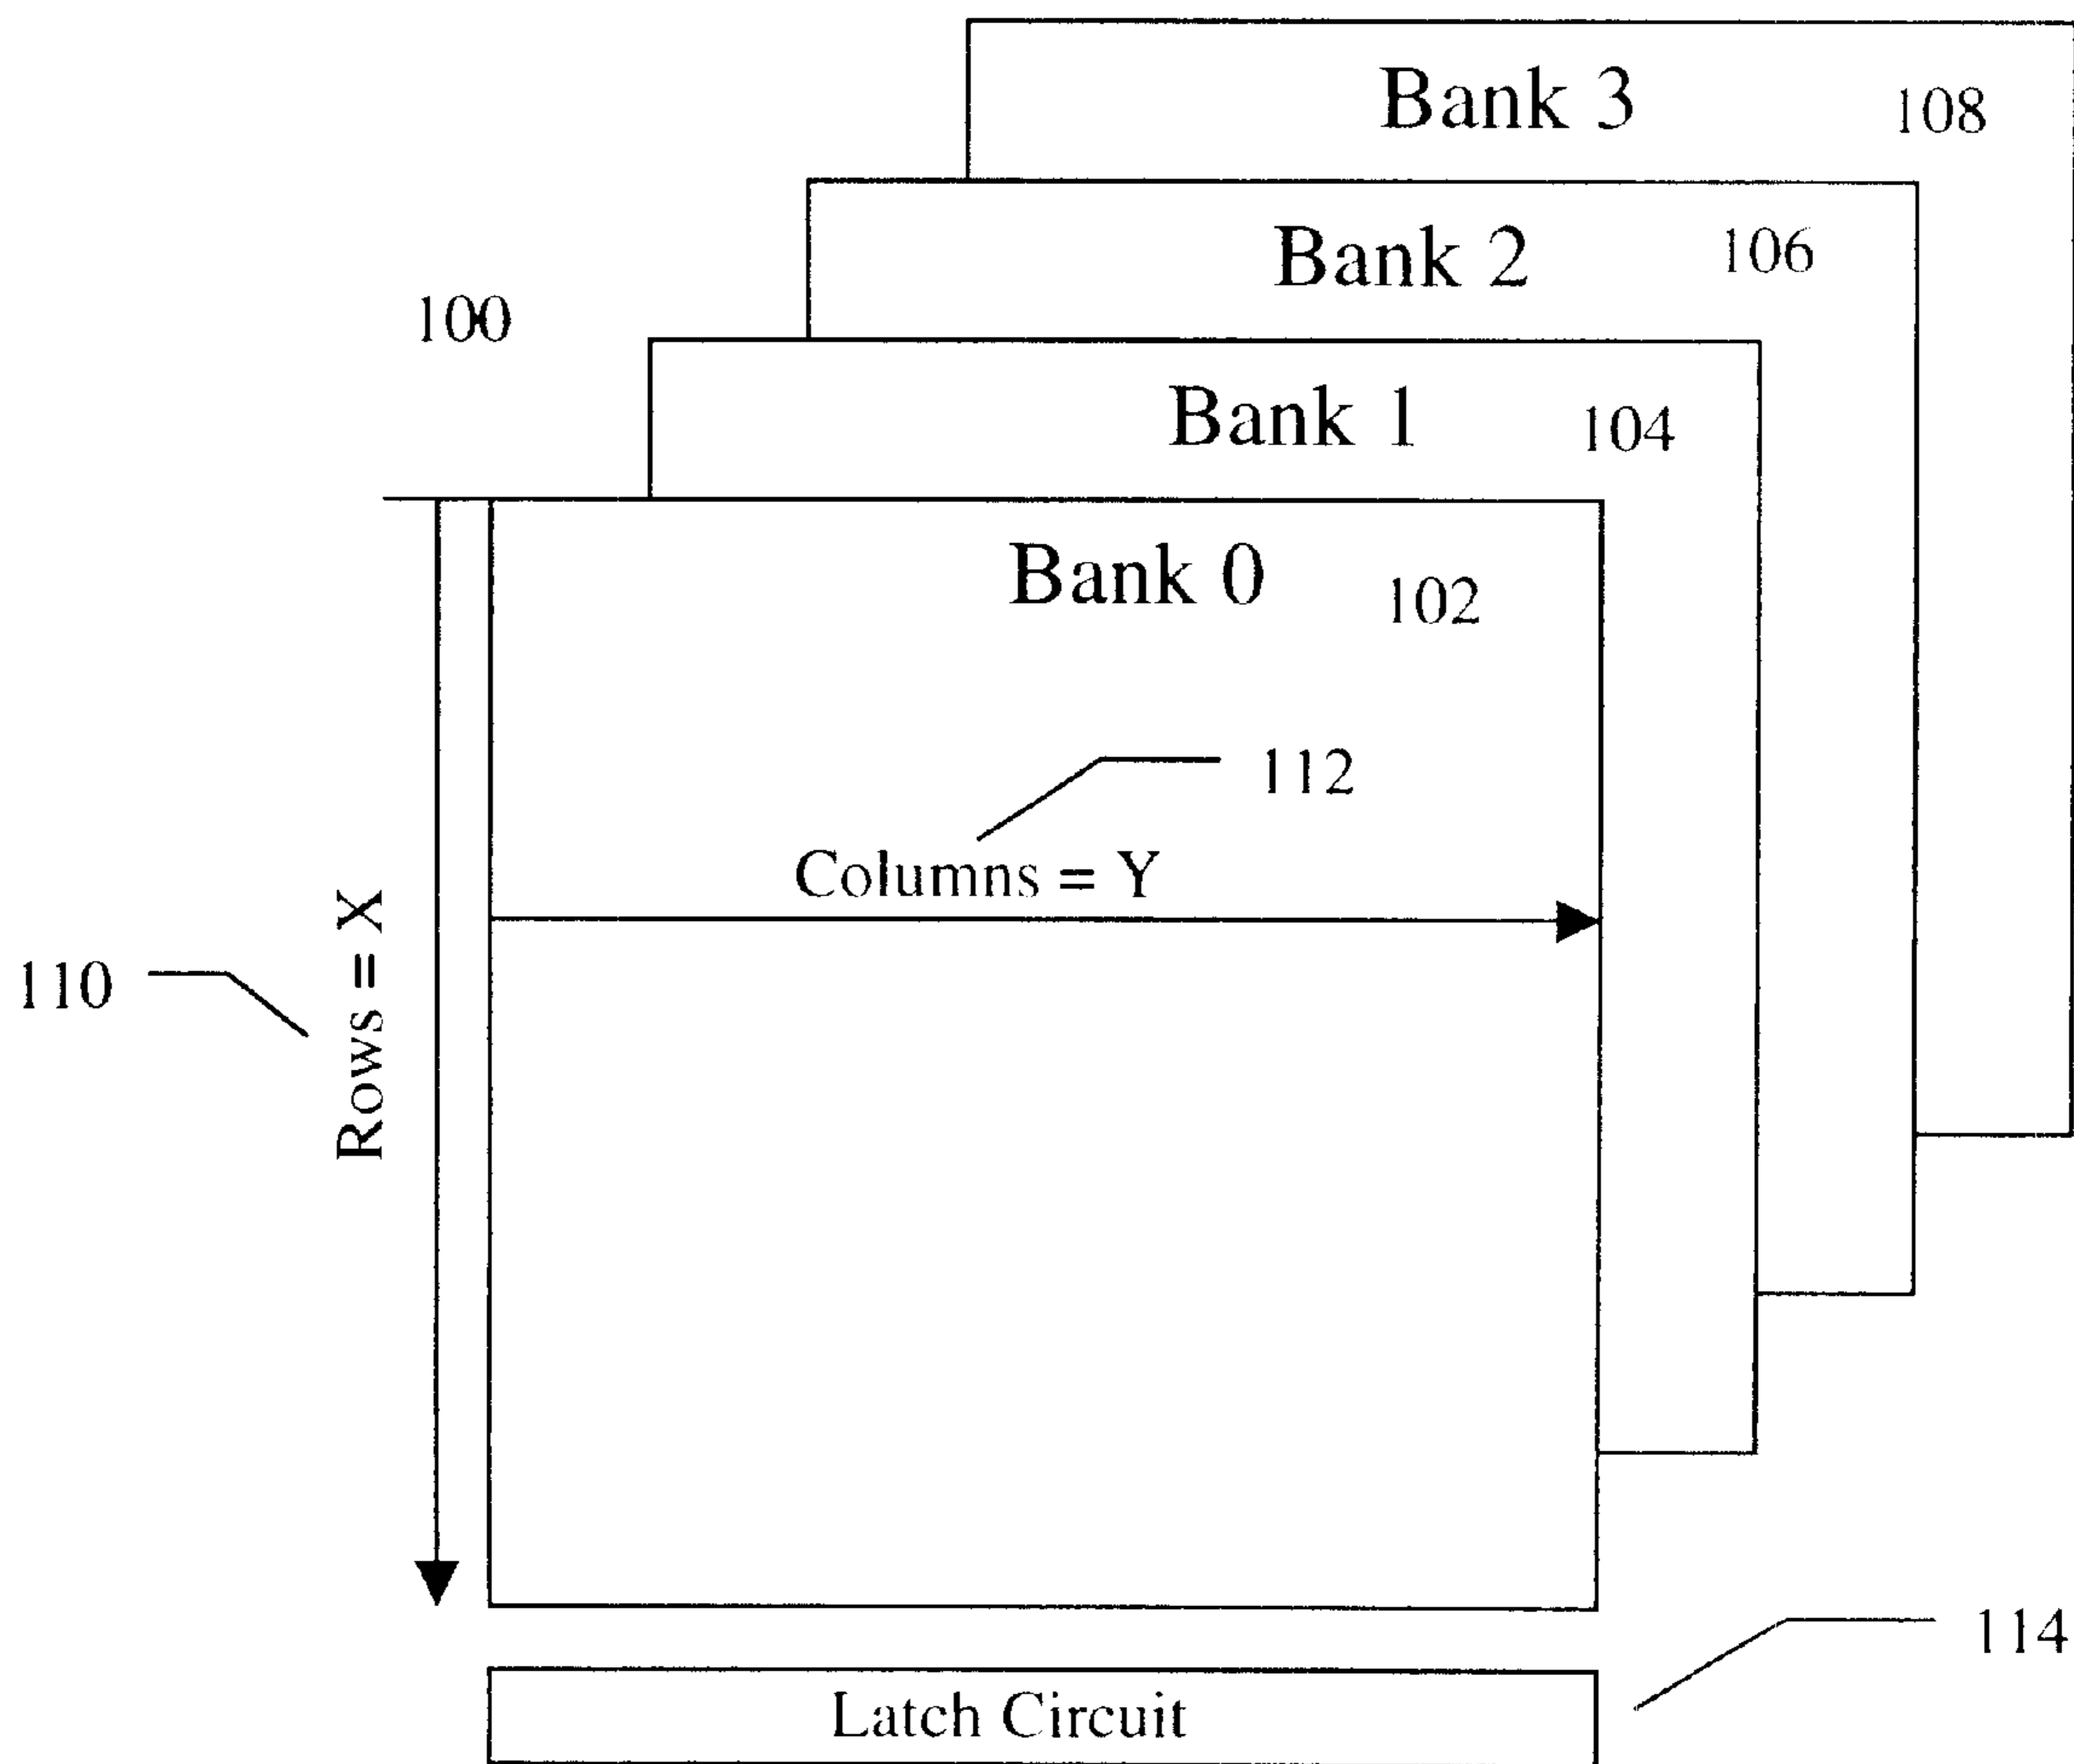 Bank 3 108
Bank 2 106
100
Bank 1 104
Bank 0 102
112
Columns = Y
Rows = X
110
114
Latch Circuit